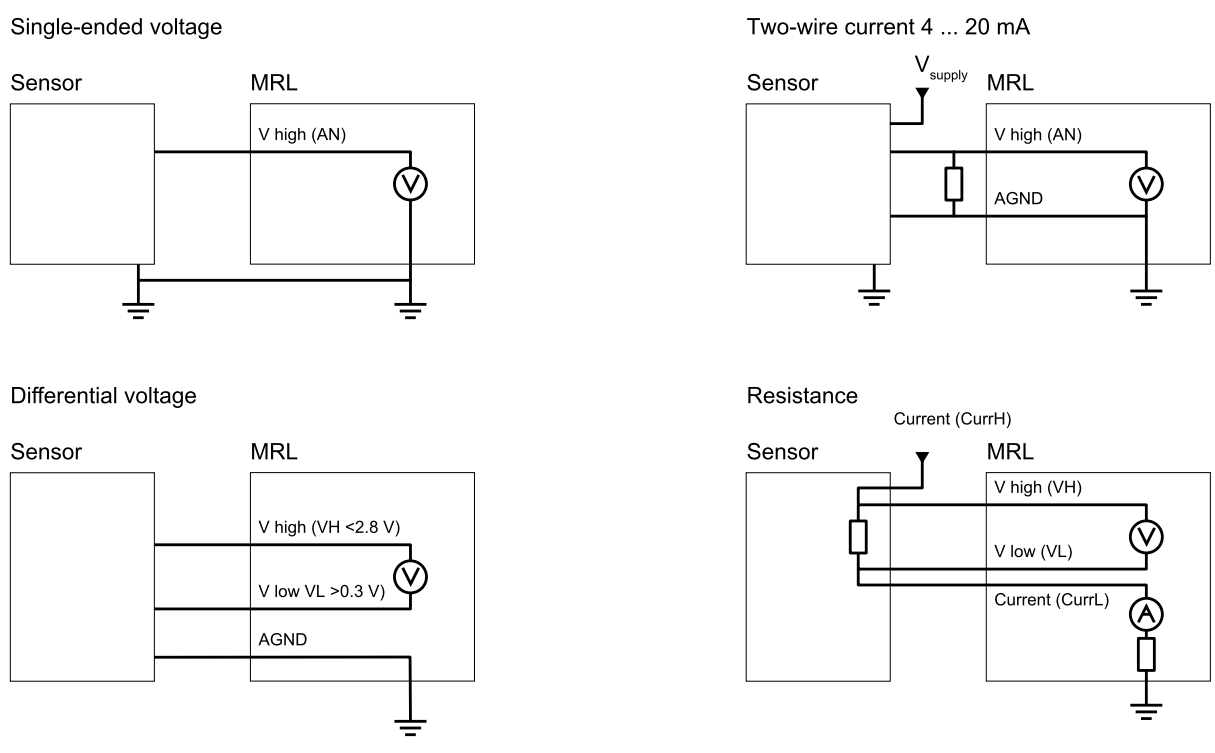 Single-ended voltage
Sensor
MRL
V high (AN)
Two-wire current 4 ... 20 mA
Vsupply
Sensor
MRL
V high (AN)
AGND
V
V
Differential voltage
Sensor
MRL
V high (VH <2.8 V)
V low VL >0.3 V)
V
AGND
Resistance
Current (CurrH)
Sensor
MRL
V high (VH)
V
V low (VL)
Current (CurrL)
A